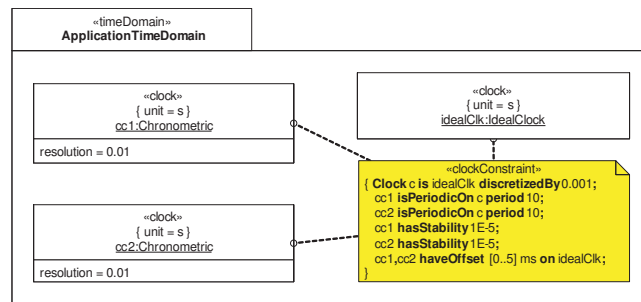 «timeDomain»
ApplicationTimeDomain
«clock»
{ unit = s }
cc1:Chronometric
resolution = 0.01
«clock»
{ unit = s }
idealClk:IdealClock
«clockConstraint»
{ Clock c is idealClk discretizedBy 0.001;
cc1 isPeriodicOn c period 10;
cc2 isPeriodicOn c period 10;
cc1 hasStability 1E-5;
cc2 hasStability 1E-5;
cc1,cc2 haveOffset [0..5] ms on idealClk;
}
«clock»
{ unit = s }
cc2:Chronometric
resolution = 0.01